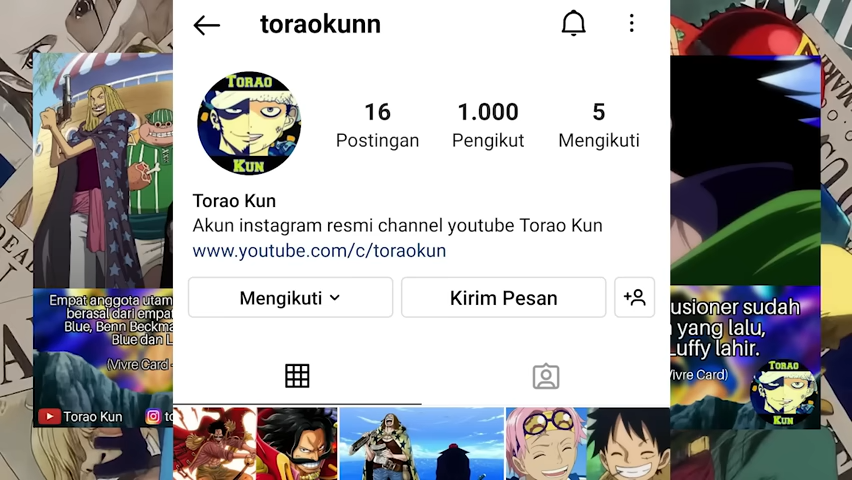 toraokunn
TORAO
KUN
16
1.000
5
Postingan
Pengikut
Mengikuti
Torao Kun
Akun instagram resmi channel youtube Torao Kun
www.youtube.com/c/toraokun
Mengikuti
Kirim Pesan
Empat anggota utam
berasal dari empat
Blue, Benn Beckma
Blue dan L
(Vivre Card
Torao Kun
to
usioner sudah
yang lalu,
Luffy lahir.
Vivre Card)
TORAO
KUN